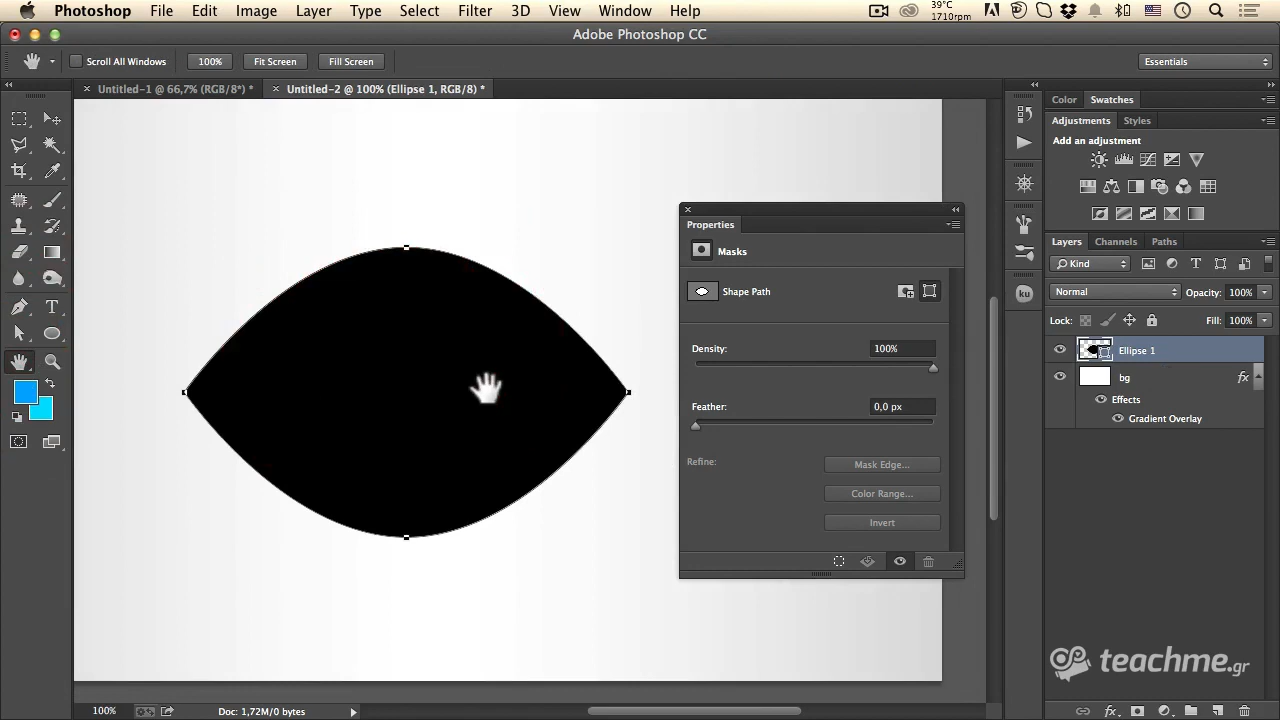 Photoshop File Edit Image Layer Type Select Filter 3D View Window Help
39°C
1710rpm
Adobe Photoshop CC
Scroll All Windows 100% Fit Screen Fill Screen Essentials
Untitled-1 @ 66,7% (RGB/8*) * Untitled-2 @ 100% (Ellipse 1, RGB/8) *
Color Swatches
Adjustments Styles
Add an adjustment
Properties
Masks
Shape Path
Density: 100%
Feather: 0,0 px
Refine: Mask Edge...
Color Range...
Invert
Layers Channels Paths
Kind
Normal Opacity: 100%
Lock: Fill: 100%
Ellipse 1
bg fx
Effects
Gradient Overlay
ku
T
teachme.gr
100% Doc: 1,72M/0 bytes
fx